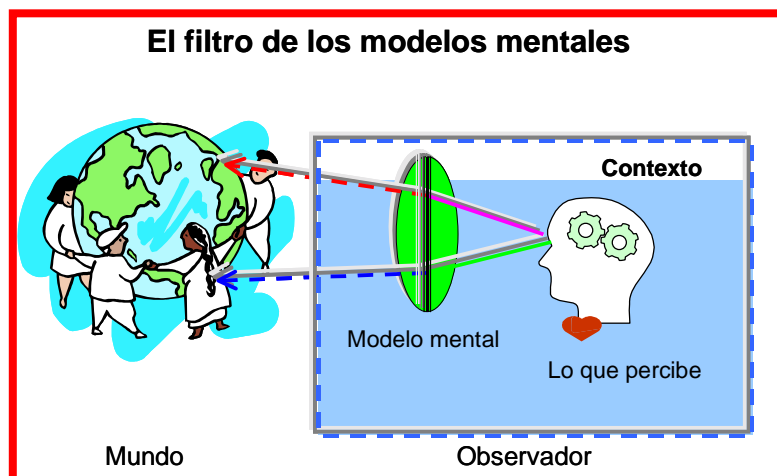 El filtro de los modelos mentales
Contexto
Modelo mental
Lo que percibe
Mundo
Observador